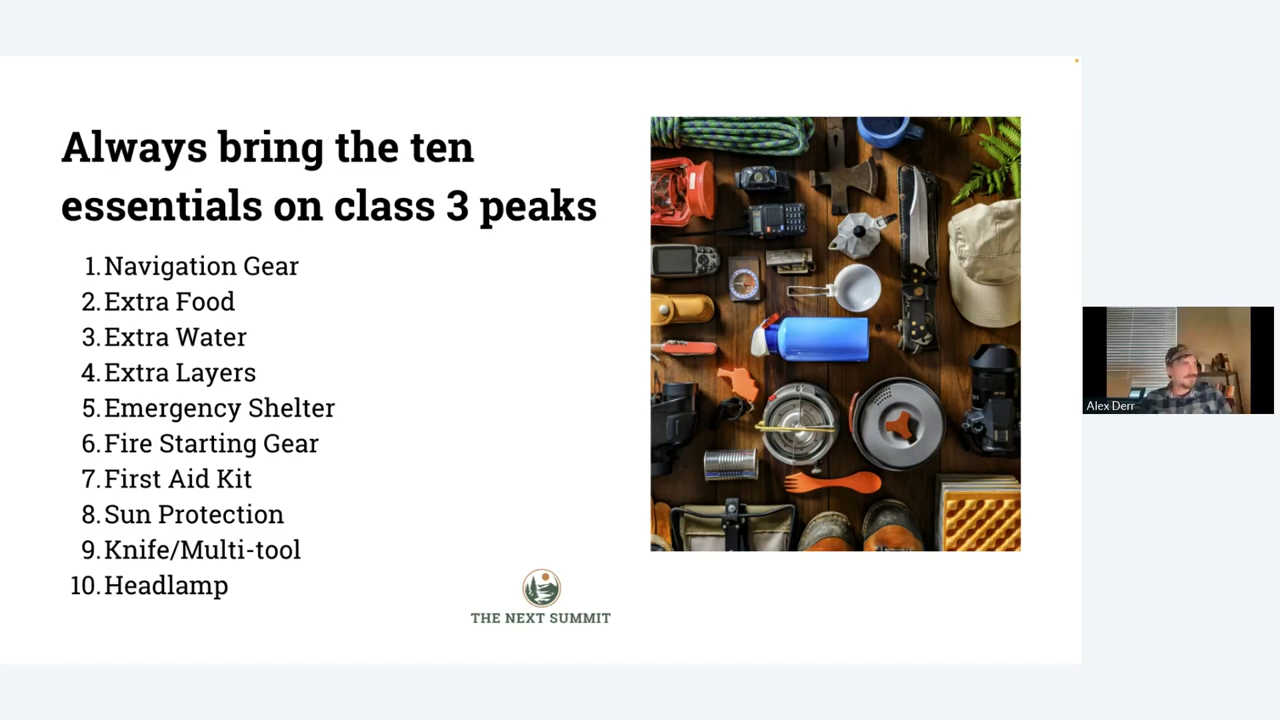 Always bring the ten
essentials on class 3 peaks
1. Navigation Gear
2. Extra Food
3. Extra Water
4. Extra Layers
5. Emergency Shelter
6. Fire Starting Gear
7. First Aid Kit
8. Sun Protection
9. Knife/Multi-tool
10. Headlamp
THE NEXT SUMMIT
Alex Derr